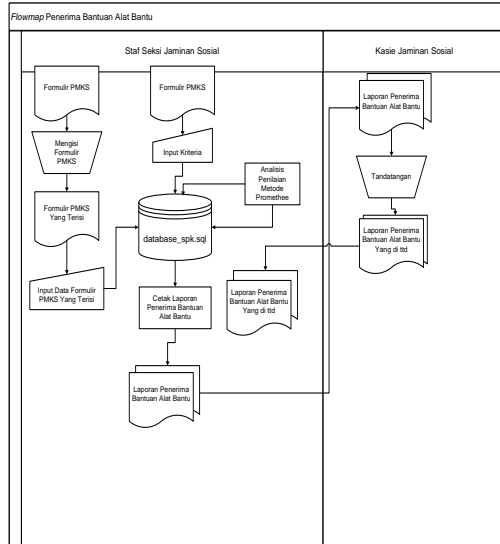 Flowmap Penerima Bantuan Alat Bantu
Staf Seksi Jaminan Sosial
Kasie Jaminan Sosial
Formulir PMKS
Mengisi
Formulir
PMKS
Formulir PMKS
Yang Terisi
Input Data Formulir
PMKS Yang Terisi
Formulir PMKS
Input Kriteria
Analisis
Penilaian
Metode
Promethee
database_spk.sql
Cetak Laporan
Penerima Bantuan
Alat Bantu
Laporan Penerima
Bantuan Alat Bantu
Laporan Penerima
Bantuan Alat Bantu
Yang di ttd
Laporan Penerima
Bantuan Alat Bantu
Tandatangan
Laporan Penerima
Bantuan Alat Bantu
Yang di ttd